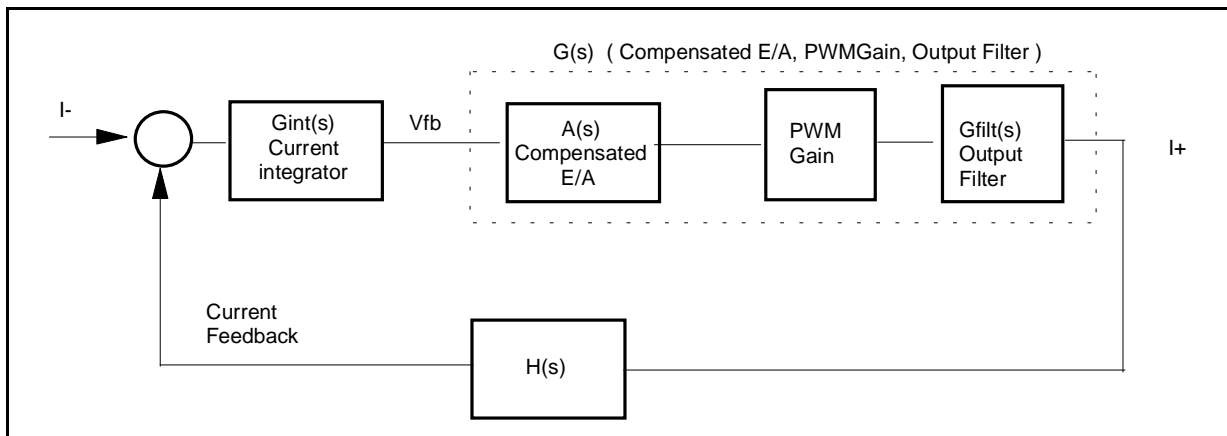 G(s) ( Compensated E/A, PWMGain, Output Filter )
I-
Gint(s)
Current
integrator
Vfb
A(s)
Compensated
E/A
PWM
Gain
Gfilt(s)
Output
Filter
I+
Current
Feedback
H(s)